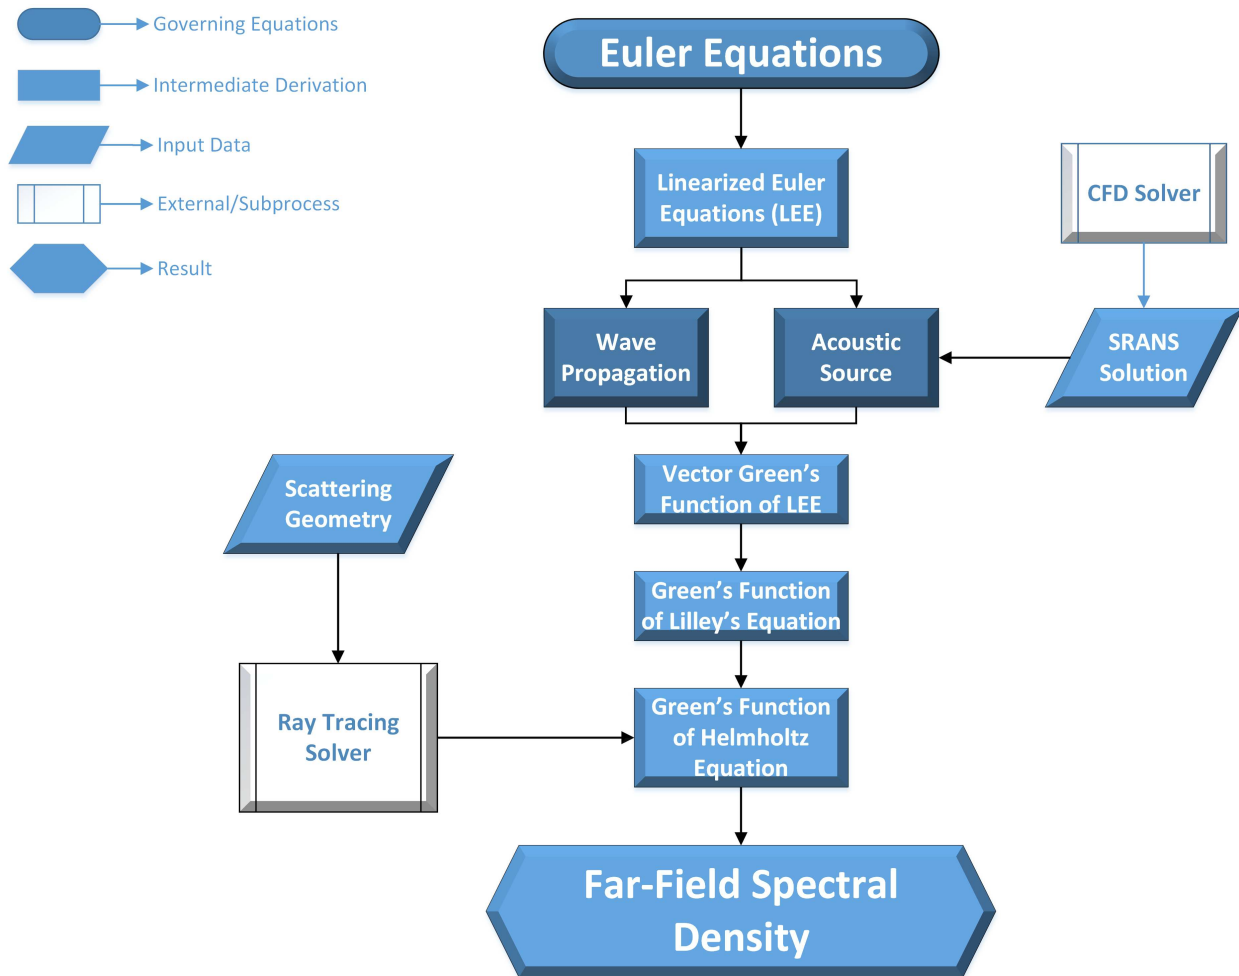 Governing Equations
Intermediate Derivation
Input Data
External/Subprocess
Result
Euler Equations
Linearized Euler
Equations (LEE)
CFD Solver
Wave
Propagation
Acoustic
Source
SRANS
Solution
Scattering
Geometry
Vector Green’s
Function of LEE
Green’s Function
of Lilley’s Equation
Ray Tracing
Solver
Green’s Function
of Helmholtz
Equation
Far-Field Spectral
Density